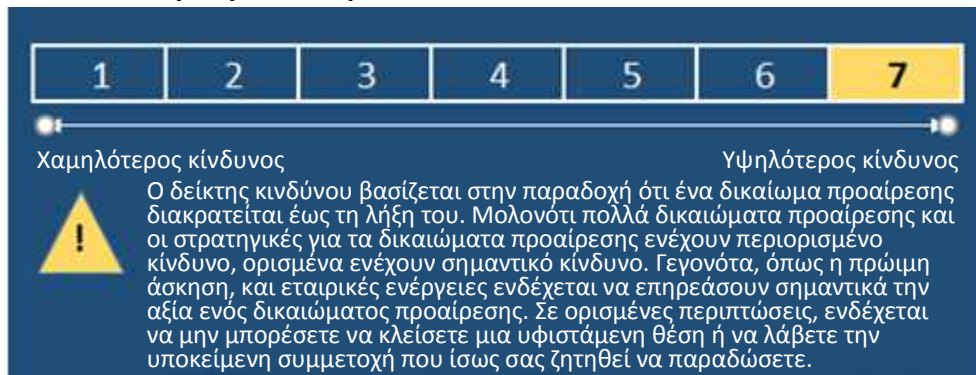 1 2 3 4 5 6 7
Χαμηλότερος κίνδυνος Υψηλότερος κίνδυνος
Ο δείκτης κινδύνου βασίζεται στην παραδοχή ότι ένα δικαίωμα προαίρεσης
διακρατείται έως τη λήξη του. Μολονότι πολλά δικαιώματα προαίρεσης και
οι στρατηγικές για τα δικαιώματα προαίρεσης ενέχουν περιορισμένο
κίνδυνο, ορισμένα ενέχουν σημαντικό κίνδυνο. Γεγονότα, όπως η πρώιμη
άσκηση, και εταιρικές ενέργειες ενδέχεται να επηρεάσουν σημαντικά την
αξία ενός δικαιώματος προαίρεσης. Σε ορισμένες περιπτώσεις, ενδέχεται
να μην μπορέσετε να κλείσετε μια υφιστάμενη θέση ή να λάβετε την
υποκείμενη συμμετοχή που ίσως σας ζητηθεί να παραδώσετε.